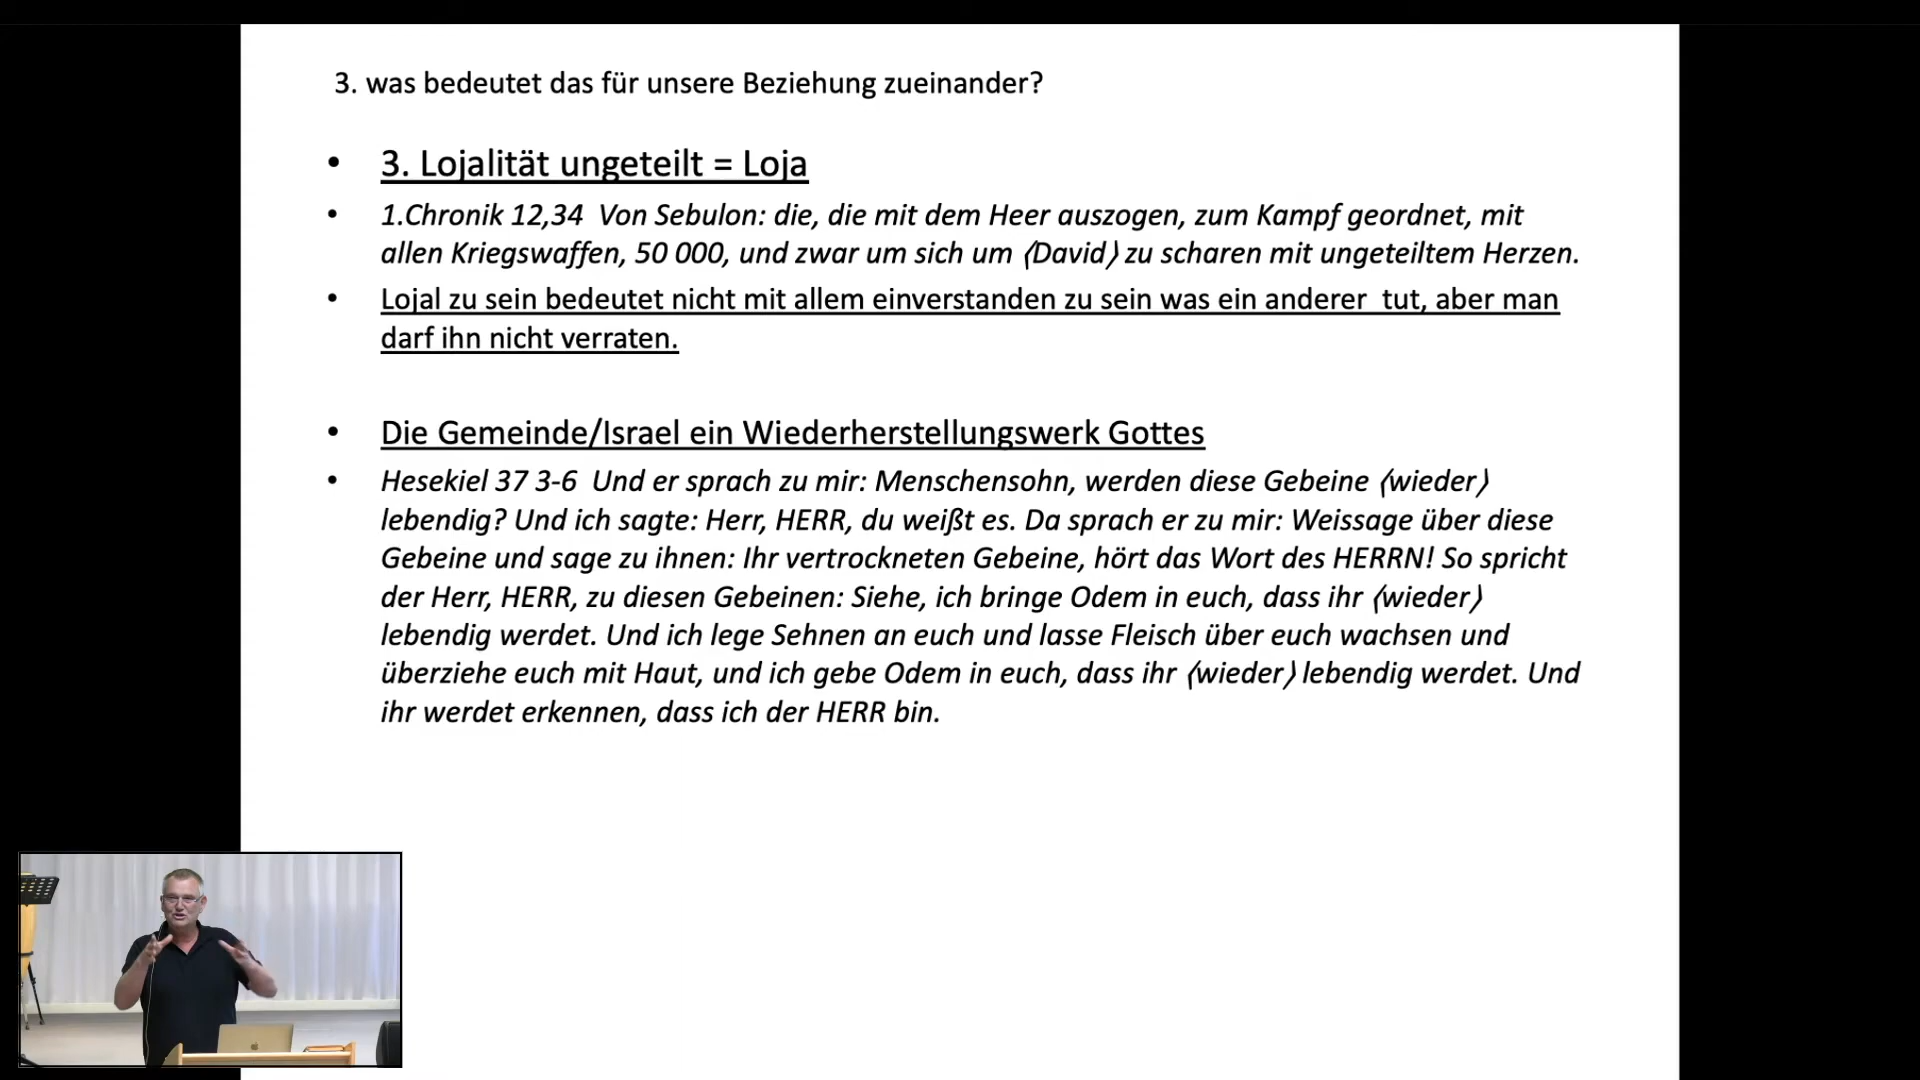 3. was bedeutet das für unsere Beziehung zueinander?
• 3. Lojalität ungeteilt = Loja
• 1.Chronik 12,34  Von Sebulon: die, die mit dem Heer auszogen, zum Kampf geordnet, mit
allen Kriegswaffen, 50 000, und zwar um sich um ⟨David⟩ zu scharen mit ungeteiltem Herzen.
• Lojal zu sein bedeutet nicht mit allem einverstanden zu sein was ein anderer  tut, aber man
darf ihn nicht verraten.
• Die Gemeinde/Israel ein Wiederherstellungswerk Gottes
• Hesekiel 37 3-6  Und er sprach zu mir: Menschensohn, werden diese Gebeine ⟨wieder⟩
lebendig? Und ich sagte: Herr, HERR, du weißt es. Da sprach er zu mir: Weissage über diese
Gebeine und sage zu ihnen: Ihr vertrockneten Gebeine, hört das Wort des HERRN! So spricht
der Herr, HERR, zu diesen Gebeinen: Siehe, ich bringe Odem in euch, dass ihr ⟨wieder⟩
lebendig werdet. Und ich lege Sehnen an euch und lasse Fleisch über euch wachsen und
überziehe euch mit Haut, und ich gebe Odem in euch, dass ihr ⟨wieder⟩ lebendig werdet. Und
ihr werdet erkennen, dass ich der HERR bin.